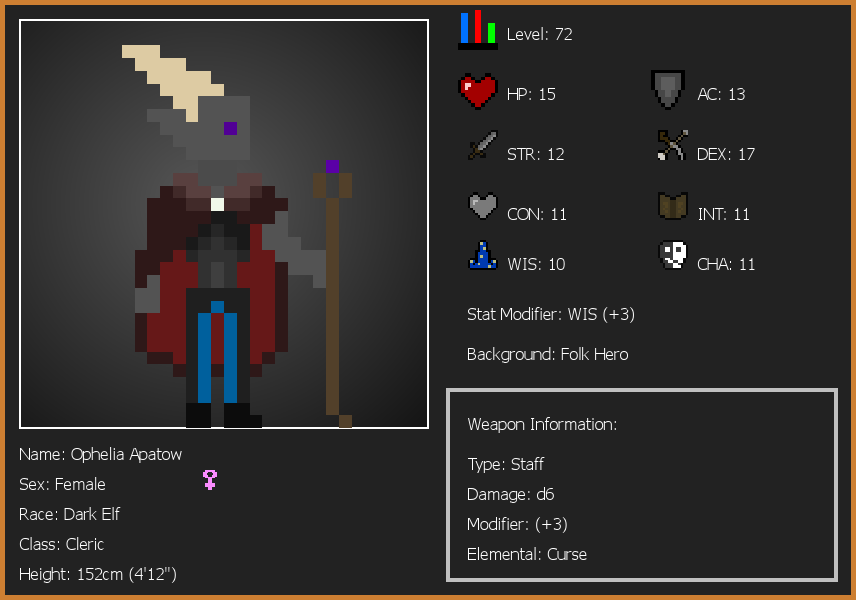 Level: 72
HP: 15
AC: 13
STR: 12
DEX: 17
CON: 11
INT: 11
WIS: 10
CHA: 11
Stat Modifier: WIS (+3)
Background: Folk Hero
Weapon Information:
Type: Staff
Damage: d6
Modifier: (+3)
Elemental: Curse
Name: Ophelia Apatow
Sex: Female
Race: Dark Elf
Class: Cleric
Height: 152cm (4'12")